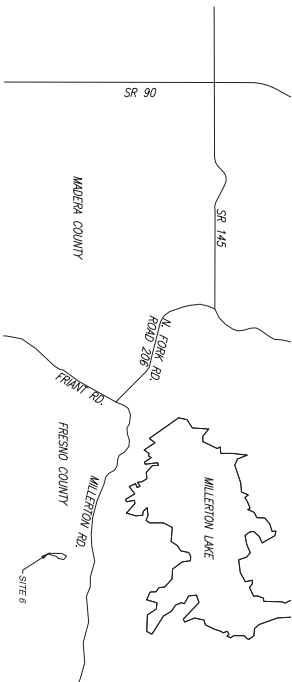 SR 90
SR 145
MADERA COUNTY
N. FORK RD.
ROAD 206
FRIANT RD.
MILLERTON LAKE
FRESNO COUNTY
MILLERTON RD.
SITE 6